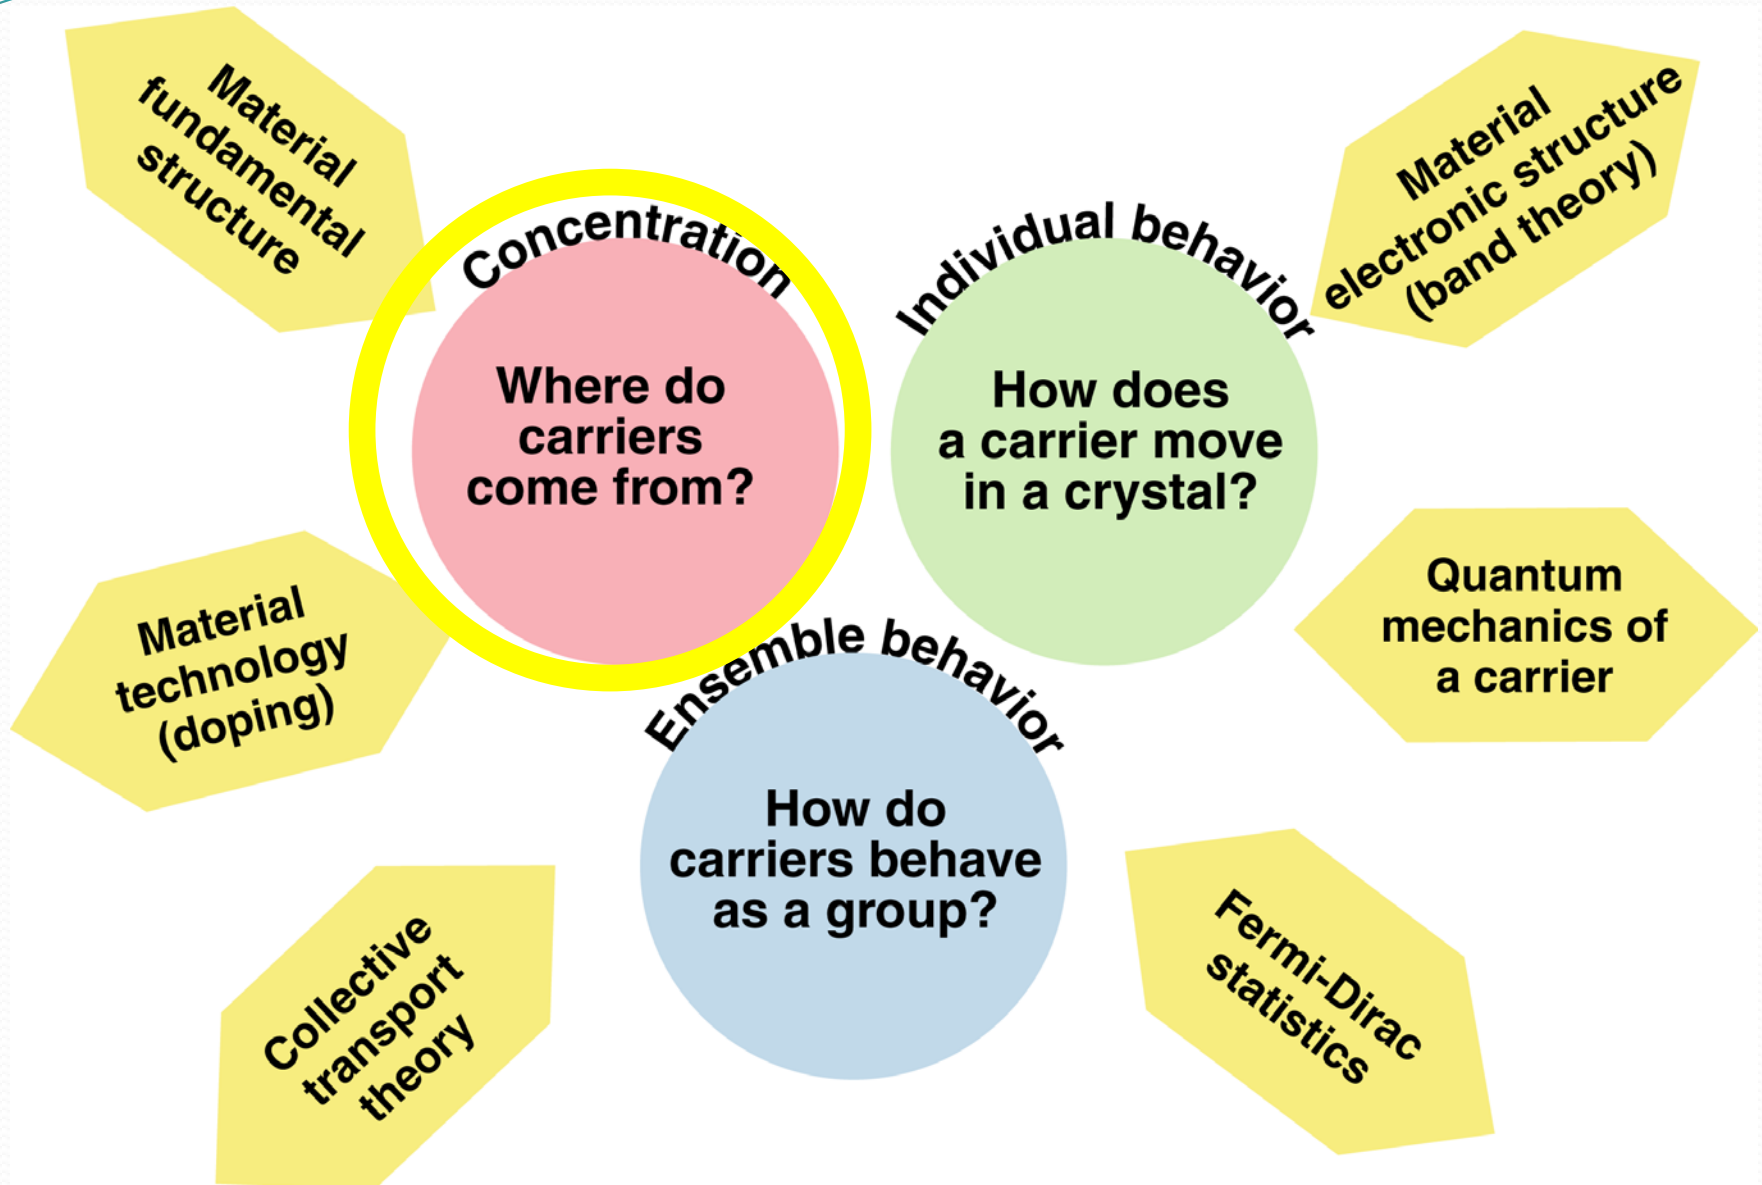 Material
fundamental
structure
Concentration
Where do
carriers
come from?
Individual behavior
How does
a carrier move
in a crystal?
Material
electronic structure
(band theory)
Material
technology
(doping)
Quantum
mechanics of
a carrier
Ensemble behavior
How do
carriers behave
as a group?
Collective
transport
theory
Fermi-Dirac
statistics